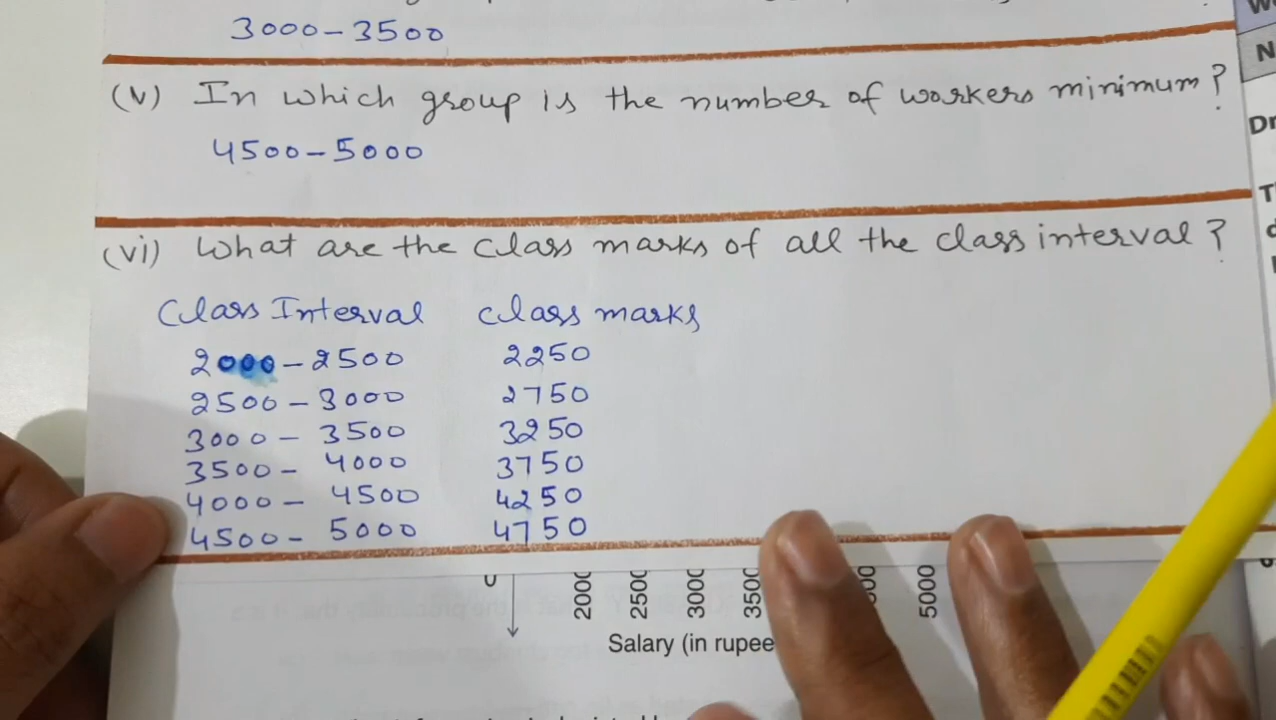 3000-3500
(v) In which group is the number of workers minimum?
4500-5000
(vi) What are the class marks of all the class interval?
Class Interval class marks
2000-2500 2250
2500-3000 2750
3000-3500 3250
3500-4000 3750
4000-4500 4250
4500-5000 4750
2000 2500 3000 3500 5000
Salary (in rupee